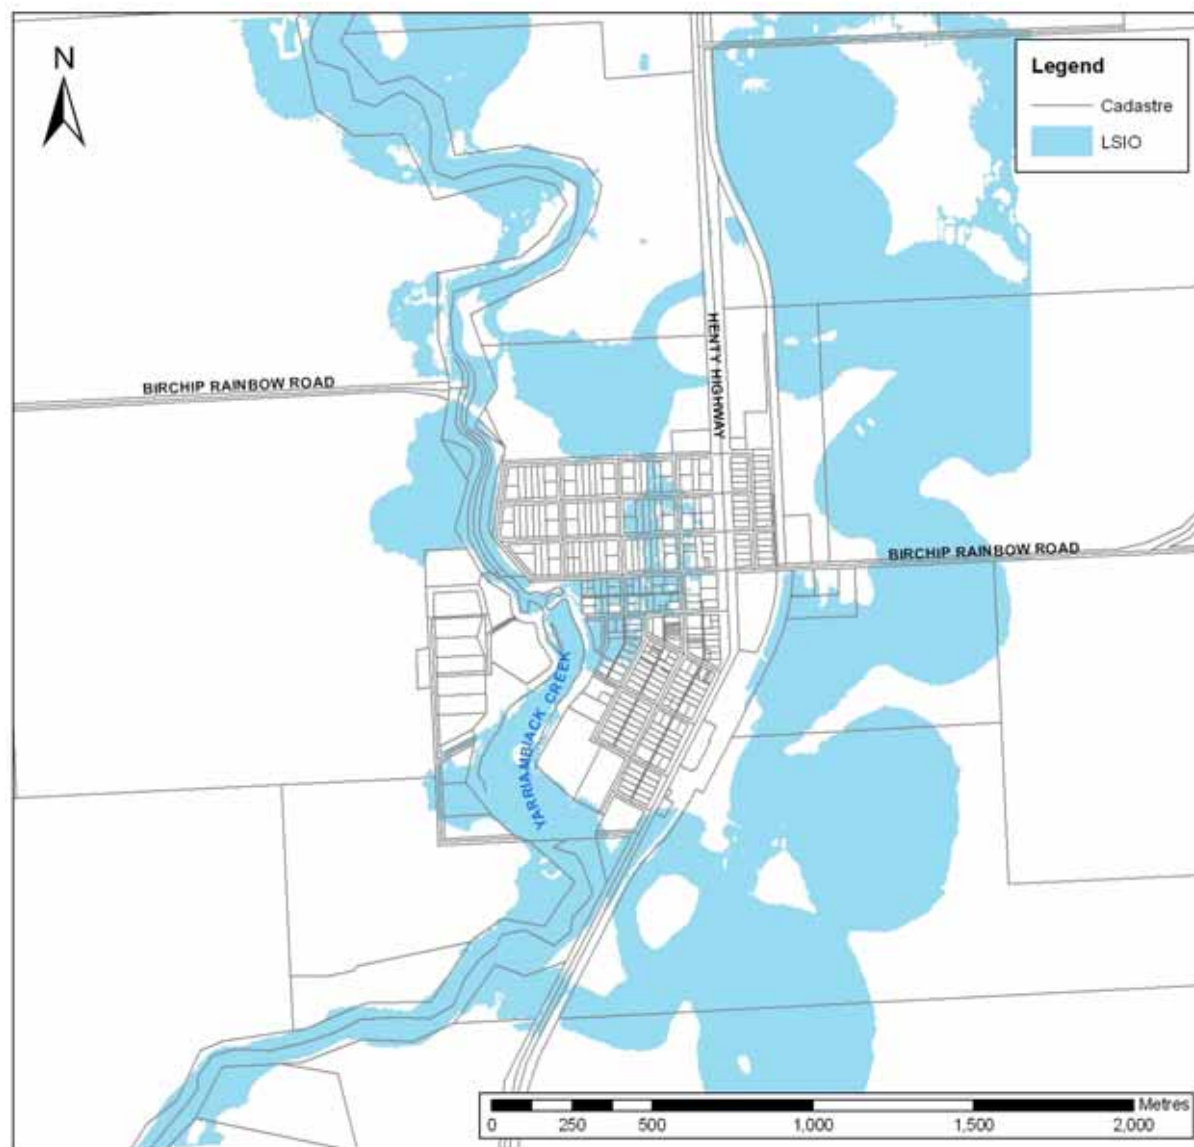 N
Legend
Cadastre
LSIO
HENTY HIGHWAY
BIRCHIP RAINBOW ROAD
BIRCHIP RAINBOW ROAD
YARRIAMBIACK CREEK
Metres
0 250 500 1,000 1,500 2,000